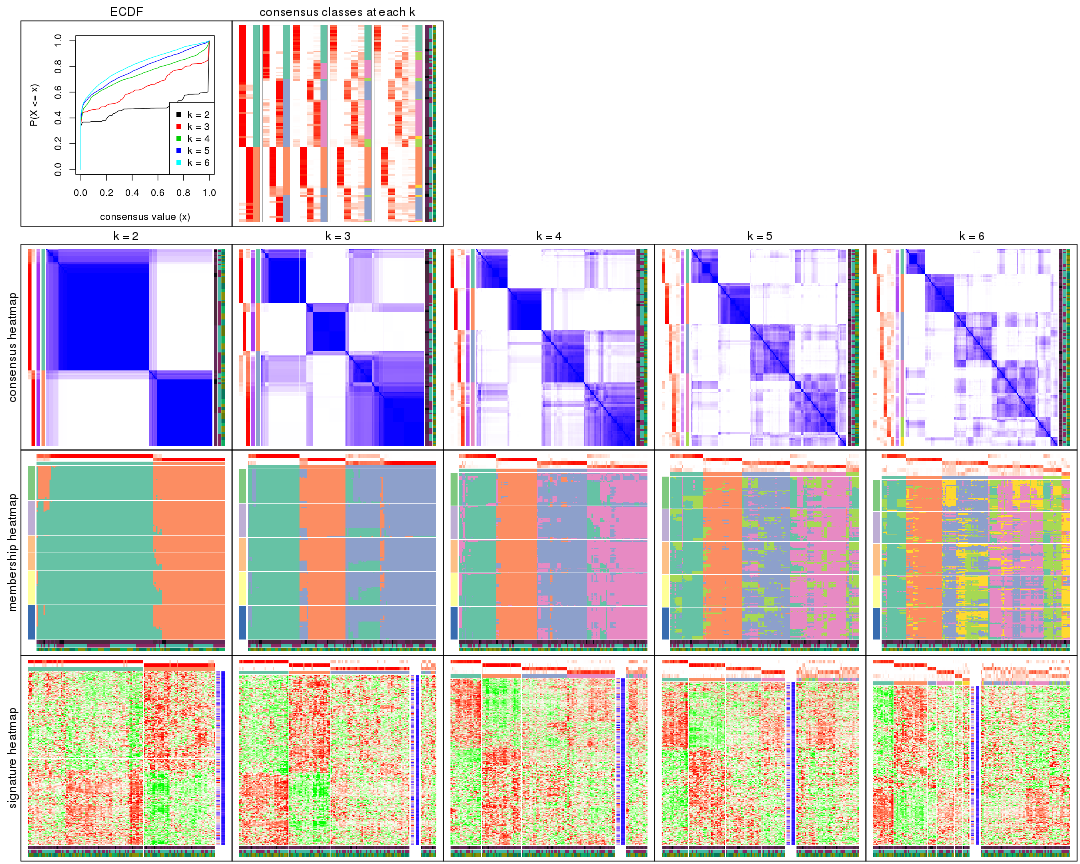 ECDF
consensus classes at each k
P(X <= x)
0.0
0.2
0.4
0.6
0.8
1.0
k = 2
k = 3
k = 4
k = 5
k = 6
0.0 0.2 0.4 0.6 0.8 1.0
consensus value (x)
k = 2
k = 3
k = 4
k = 5
k = 6
consensus heatmap
membership heatmap
signature heatmap